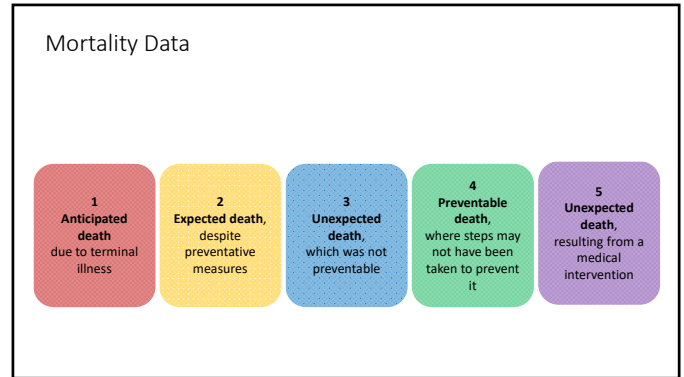 Mortality Data
1
Anticipated
death
due to terminal
illness
2
Expected death,
despite
preventative
measures
3
Unexpected
death,
which was not
preventable
4
Preventable
death,
where steps may
not have been
taken to prevent
it
5
Unexpected
death,
resulting from a
medical
intervention